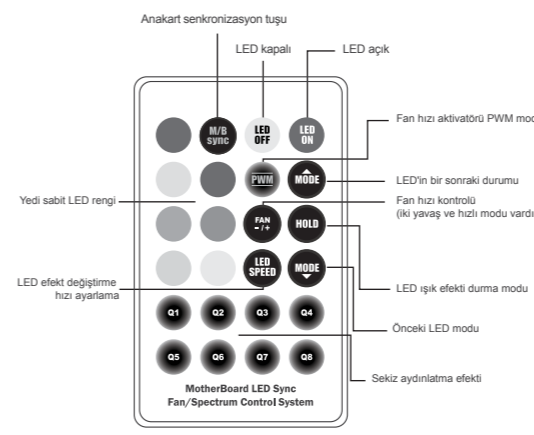 Anakart senkronizasyon tuşu
LED kapalı
LED açık
M/B
sync
LED
OFF
LED
ON
Fan hızı aktivatörü PWM mod
PWM
MODE
LED'in bir sonraki durumu
Yedi sabit LED rengi
Fan hızı kontrolü
(iki yavaş ve hızlı modu vardı
FAN
- /+
HOLD
LED efekt değiştirme
hızı ayarlama
LED
SPEED
MODE
LED ışık efekti durma modu
Q1 Q2 Q3 Q4
Önceki LED modu
Q5 Q6 Q7 Q8
Sekiz aydınlatma efekti
MotherBoard LED Sync
Fan/Spectrum Control System